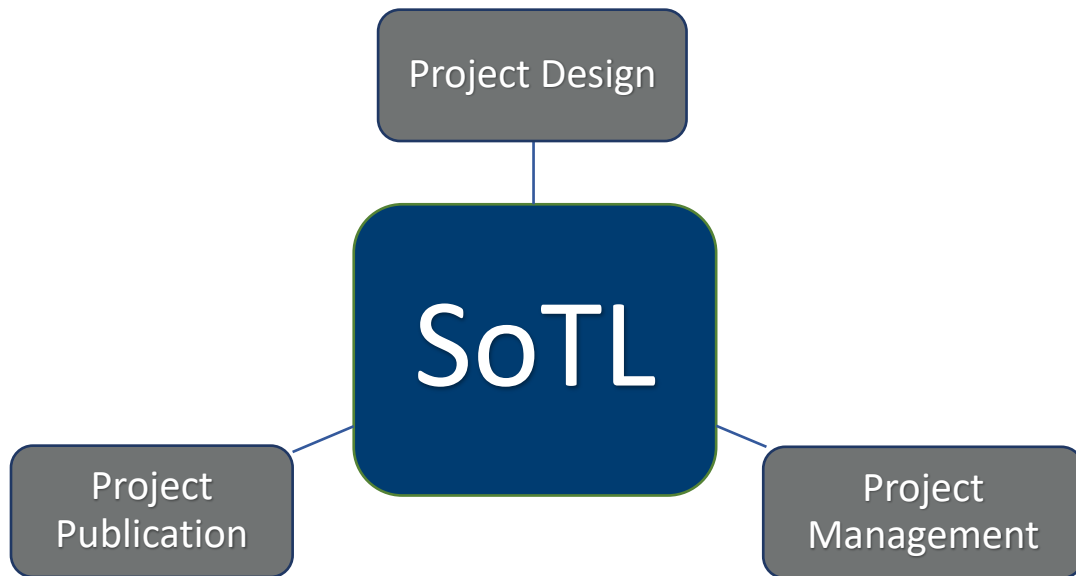 Project Design
SoTL
Project
Publication
Project
Management